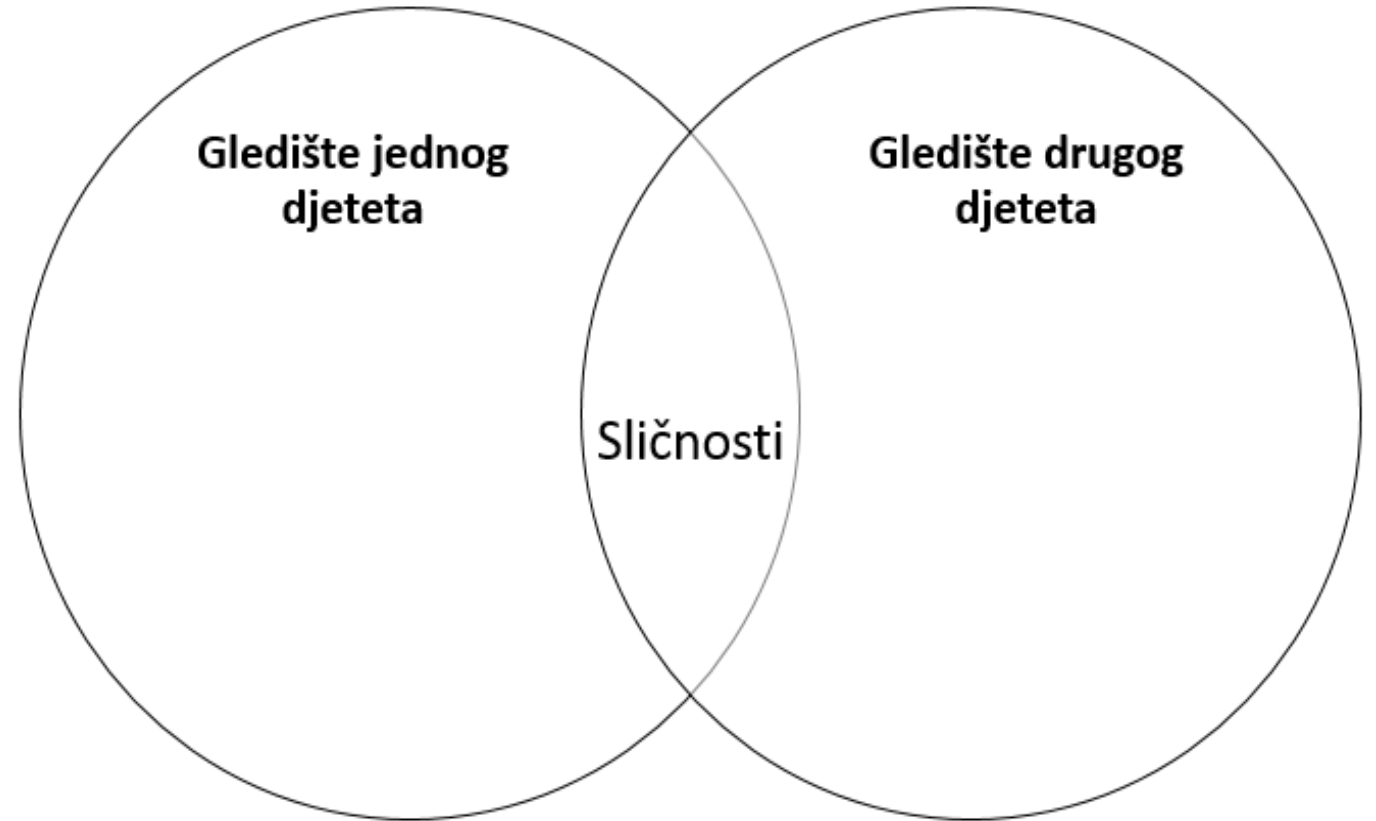 Gledište jednog
djeteta
Gledište drugog
djeteta
Sličnosti